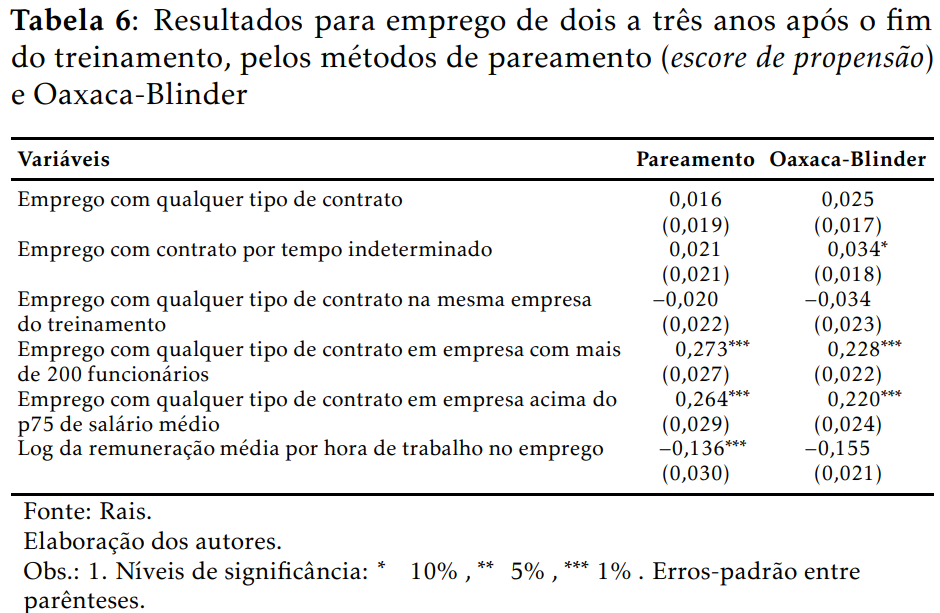 Tabela 6: Resultados para emprego de dois a três anos após o fim
do treinamento, pelos métodos de pareamento (escore de propensão)
e Oaxaca-Blinder
Variáveis Pareamento Oaxaca-Blinder
Emprego com qualquer tipo de contrato 0,016 0,025
(0,019) (0,017)
Emprego com contrato por tempo indeterminado 0,021 0,034*
(0,021) (0,018)
Emprego com qualquer tipo de contrato na mesma empresa −0,020 −0,034
do treinamento (0,022) (0,023)
Emprego com qualquer tipo de contrato em empresa com mais 0,273*** 0,228***
de 200 funcionários (0,027) (0,022)
Emprego com qualquer tipo de contrato em empresa acima do 0,264*** 0,220***
p75 de salário médio (0,029) (0,024)
Log da remuneração média por hora de trabalho no emprego −0,136*** −0,155
(0,030) (0,021)
Fonte: Rais.
Elaboração dos autores.
Obs.: 1. Níveis de significância: * 10% , ** 5% , *** 1% . Erros-padrão entre
parênteses.